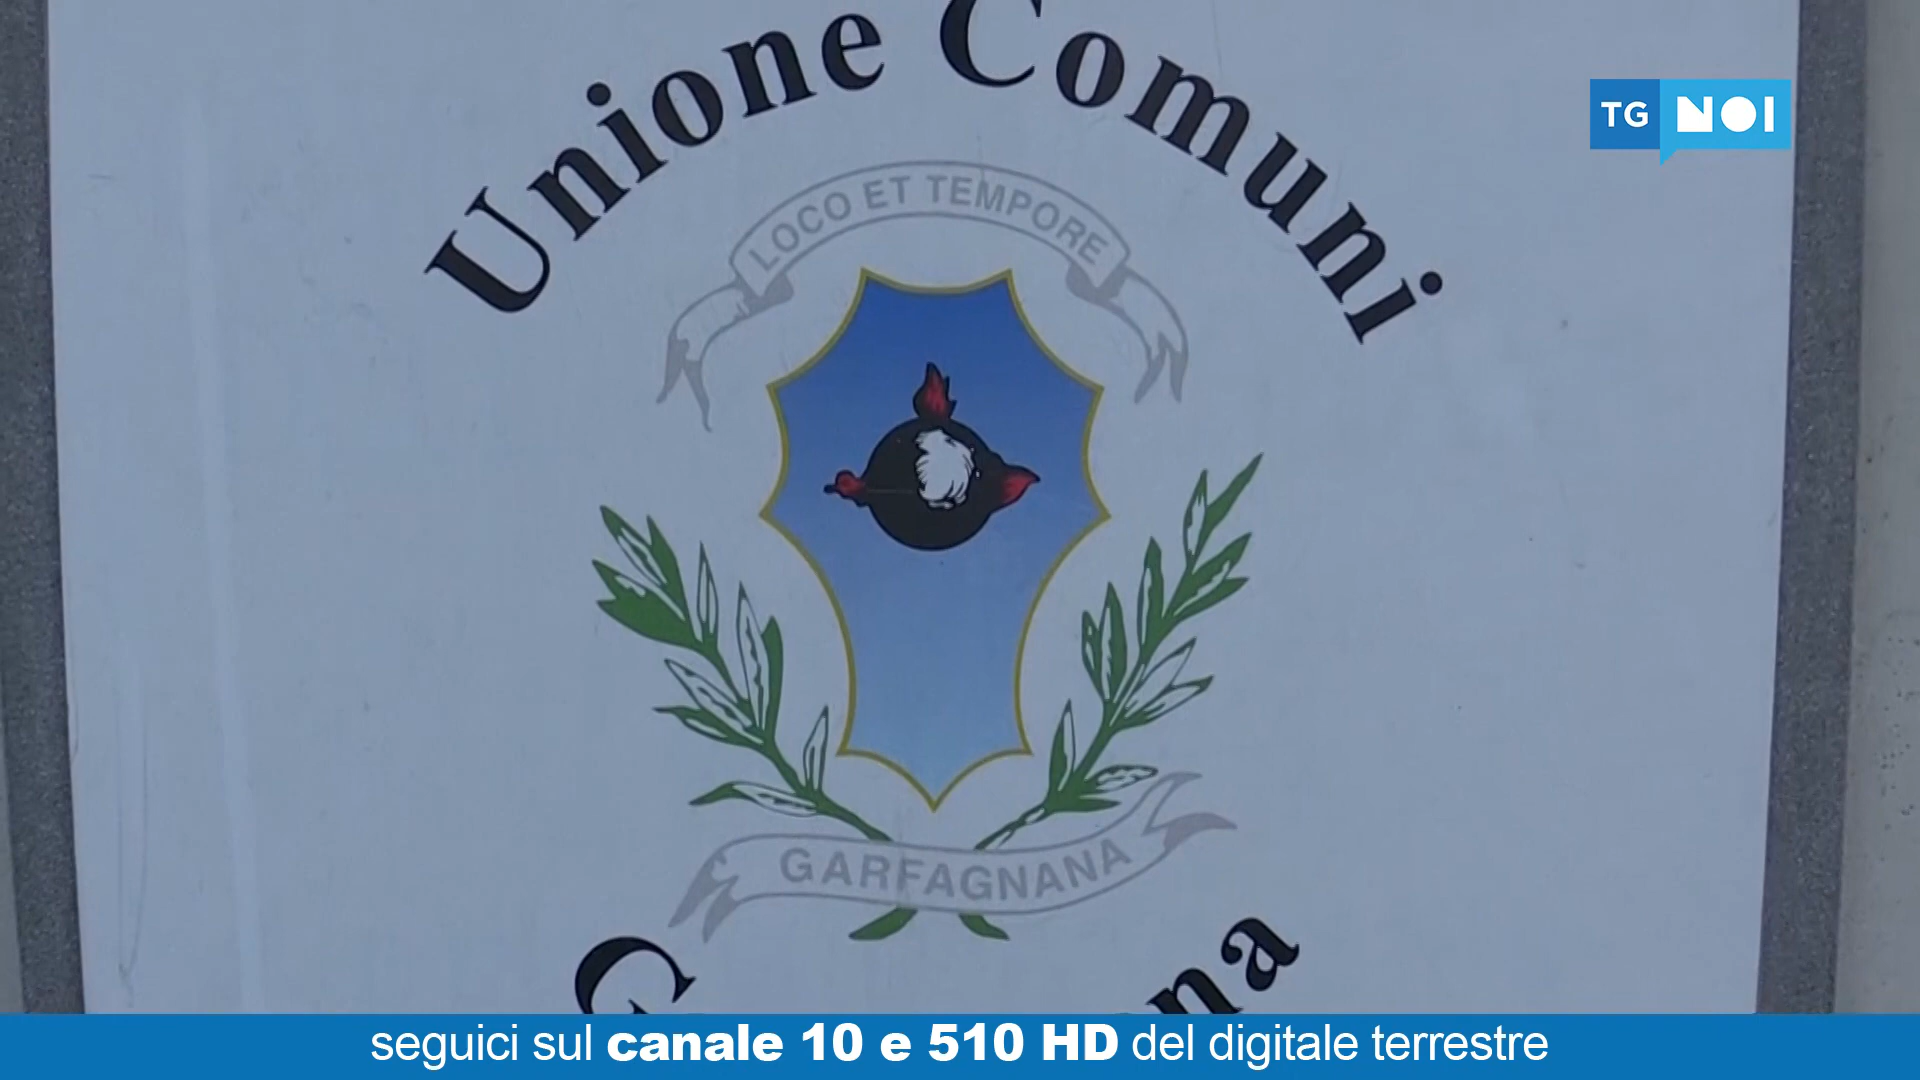 Unione Comuni
TG NOI
LOCO ET TEMPORE
GARFAGNANA
seguici sul canale 10 e 510 HD del digitale terrestre